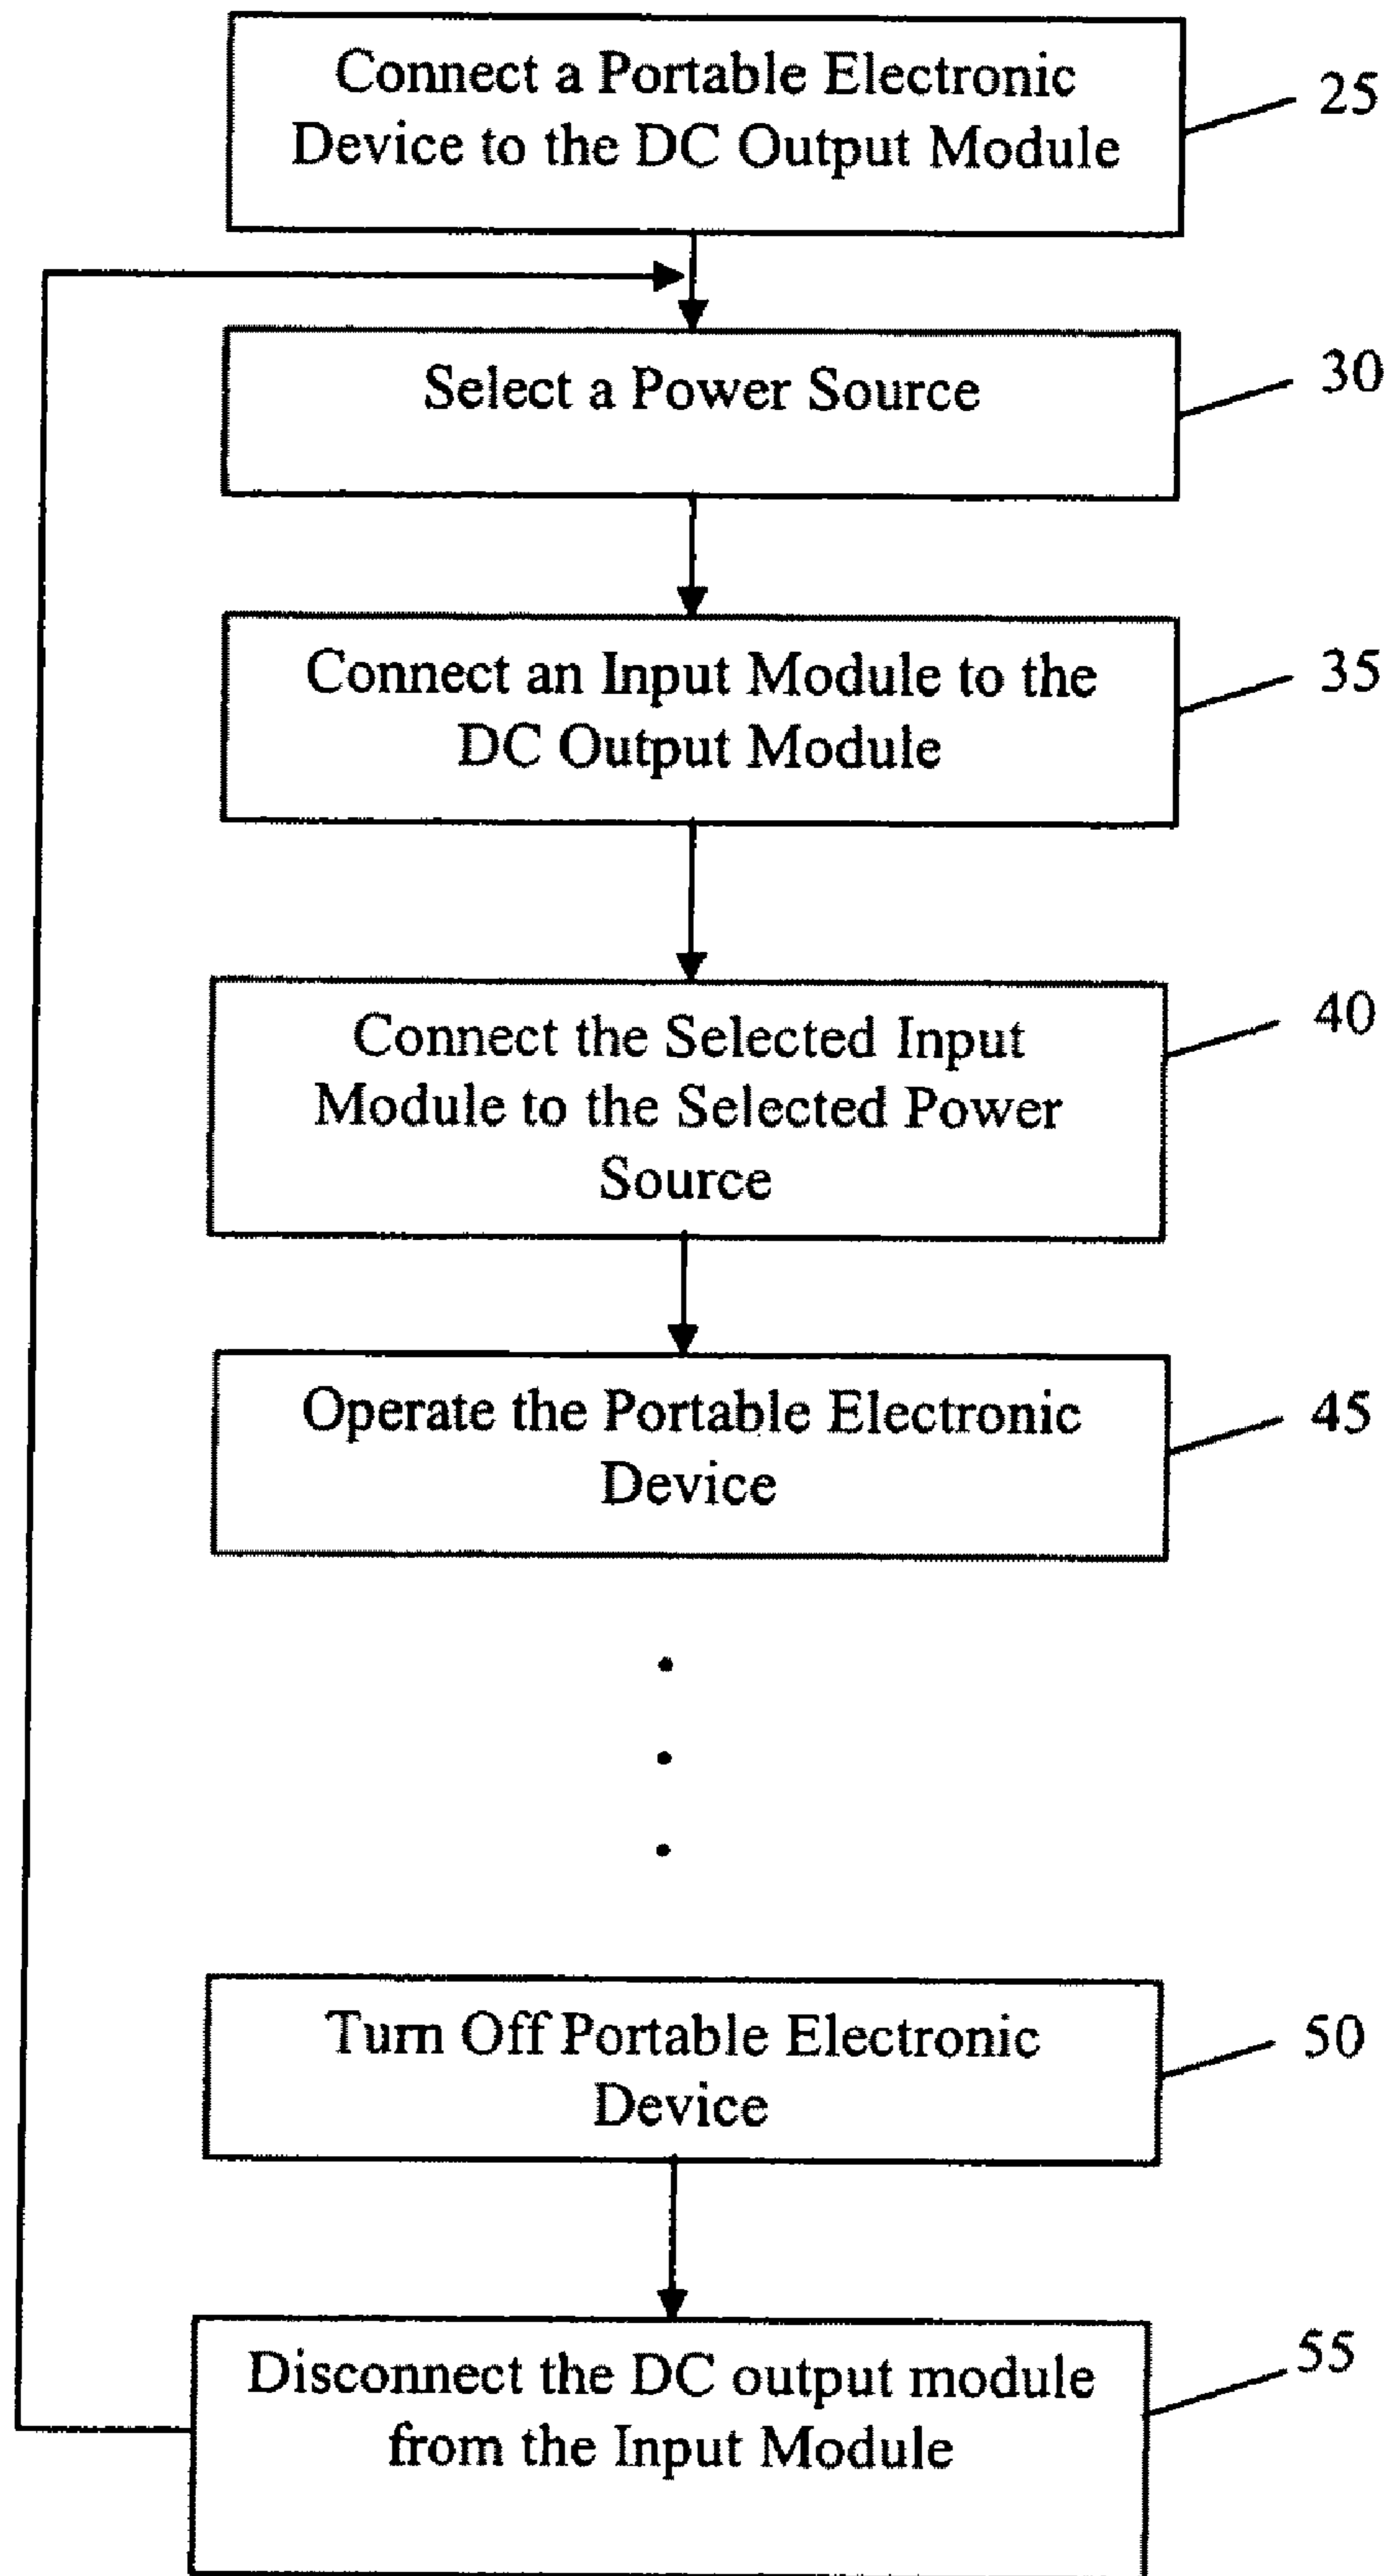 Connect a Portable Electronic
Device to the DC Output Module
25
Select a Power Source
30
Connect an Input Module to the
DC Output Module
35
Connect the Selected Input
Module to the Selected Power
Source
40
Operate the Portable Electronic
Device
45
Turn Off Portable Electronic
Device
50
Disconnect the DC output module
from the Input Module
55